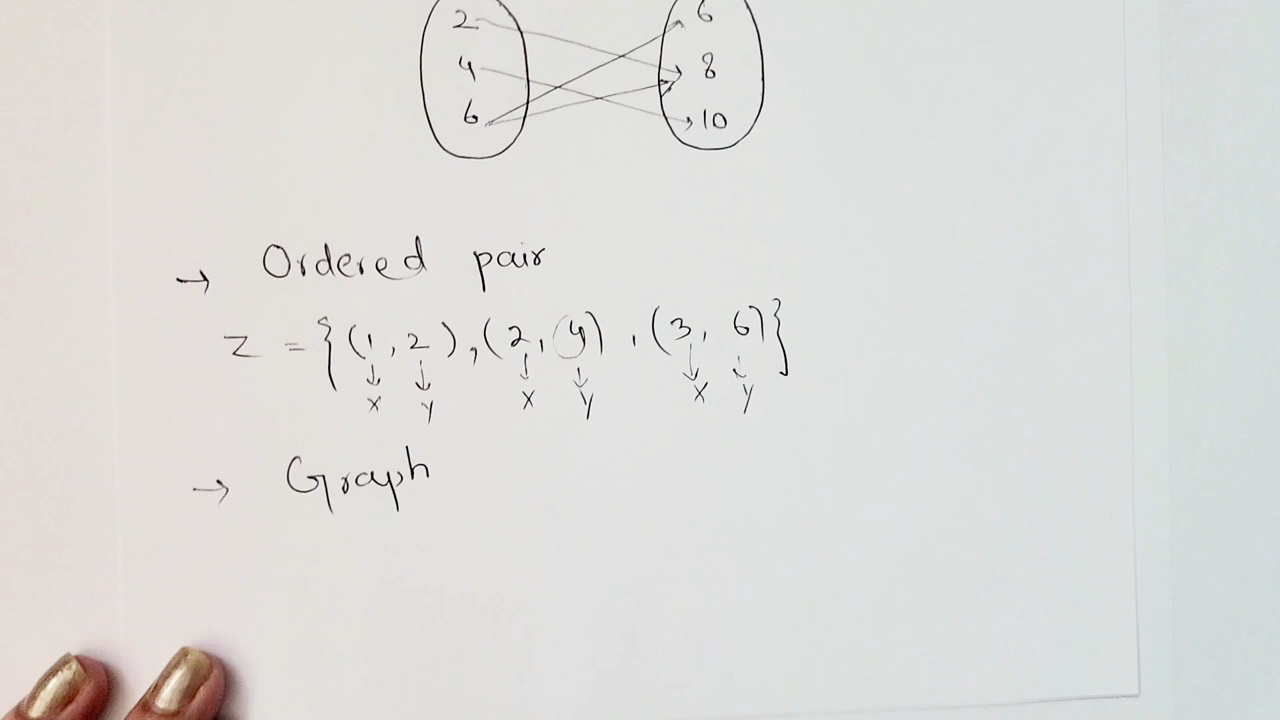 2 6
4 8
6 10
→ Ordered pair
Z = {(1, 2), (2, 4), (3, 6)}
↓ ↓ ↓ ↓ ↓ ↓
x y x y x y
→ Graph